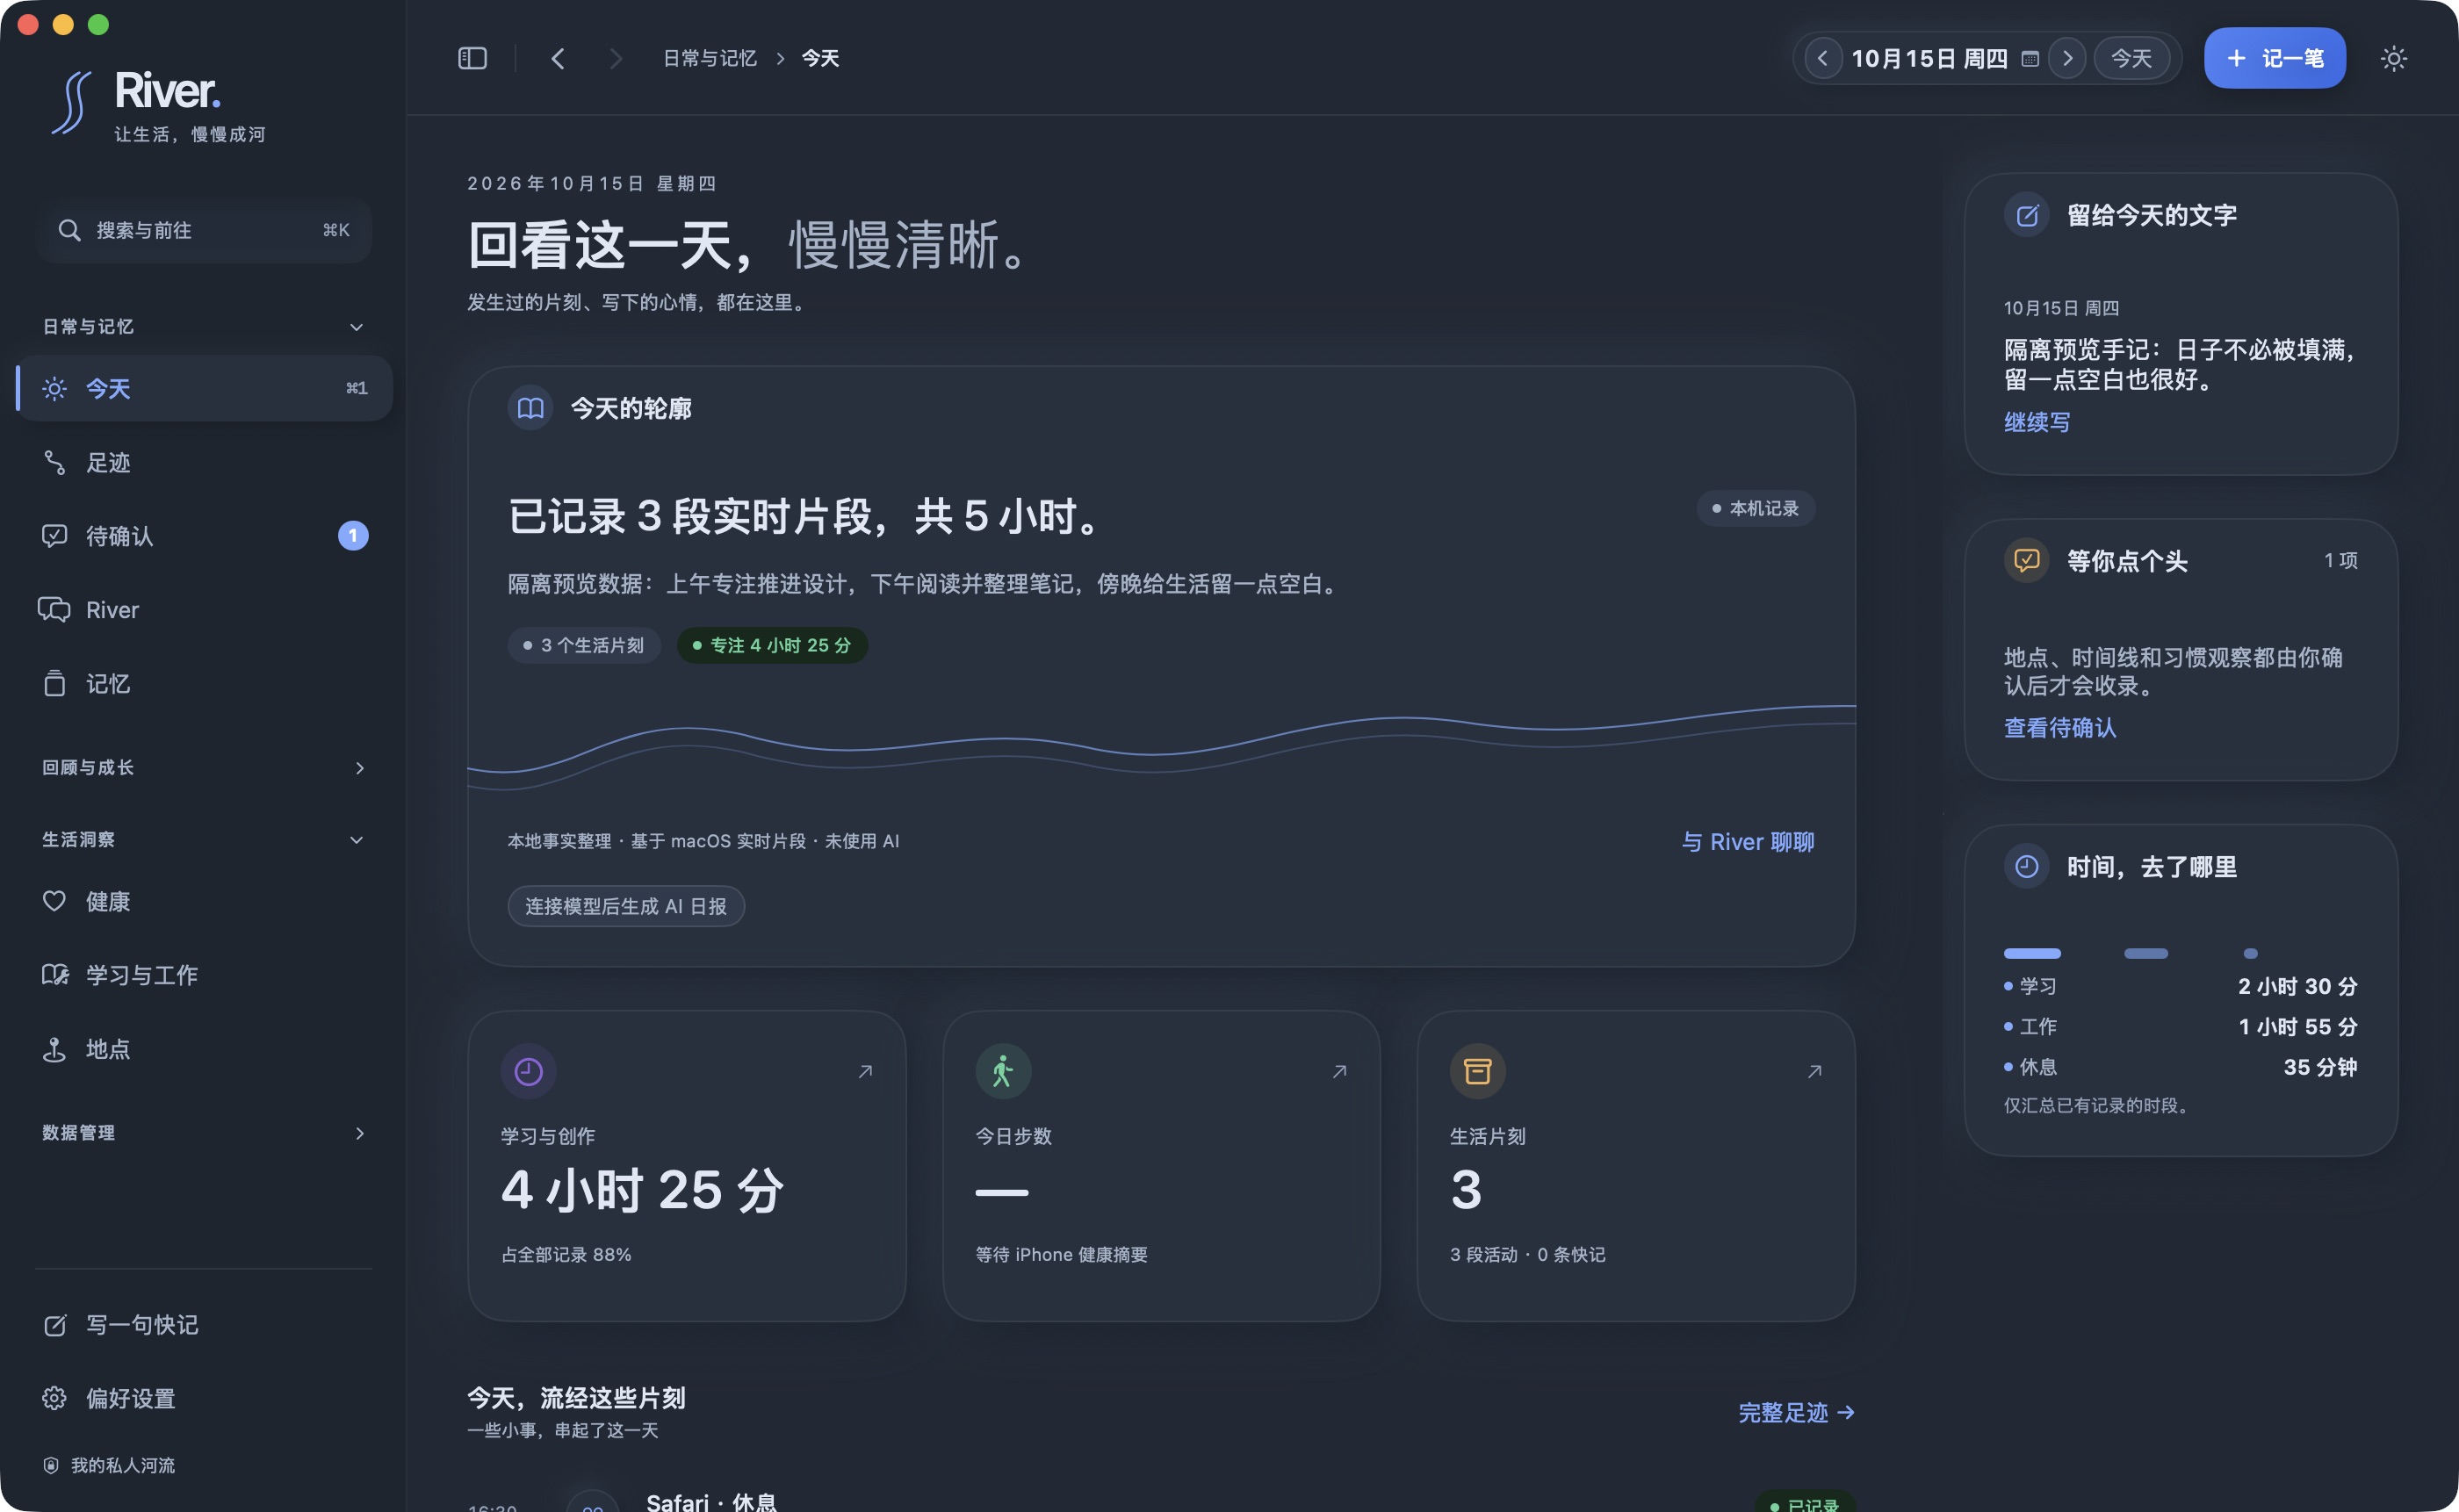 River.
让生活，慢慢成河
搜索与前往 ⌘K
日常与记忆
今天 ⌘1
足迹
待确认 1
River
记忆
回顾与成长
生活洞察
健康
学习与工作
地点
数据管理
写一句快记
偏好设置
我的私人河流
日常与记忆 > 今天
10月15日 周四
今天
+ 记一笔
2026年10月15日 星期四
回看这一天，慢慢清晰。
发生过的片刻、写下的心情，都在这里。
今天的轮廓
已记录 3 段实时片段，共 5 小时。
本机记录
隔离预览数据：上午专注推进设计，下午阅读并整理笔记，傍晚给生活留一点空白。
3 个生活片刻
专注 4 小时 25 分
本地事实整理 · 基于 macOS 实时片段 · 未使用 AI
与 River 聊聊
连接模型后生成 AI 日报
学习与创作
4 小时 25 分
占全部记录 88%
今日步数
—
等待 iPhone 健康摘要
生活片刻
3
3 段活动 · 0 条快记
今天，流经这些片刻
一些小事，串起了这一天
完整足迹 →
16:30
Safari · 休息
已记录
留给今天的文字
10月15日 周四
隔离预览手记：日子不必被填满，
留一点空白也很好。
继续写
等你点个头
1 项
地点、时间线和习惯观察都由你确
认后才会收录。
查看待确认
时间，去了哪里
学习 2 小时 30 分
工作 1 小时 55 分
休息 35 分钟
仅汇总已有记录的时段。